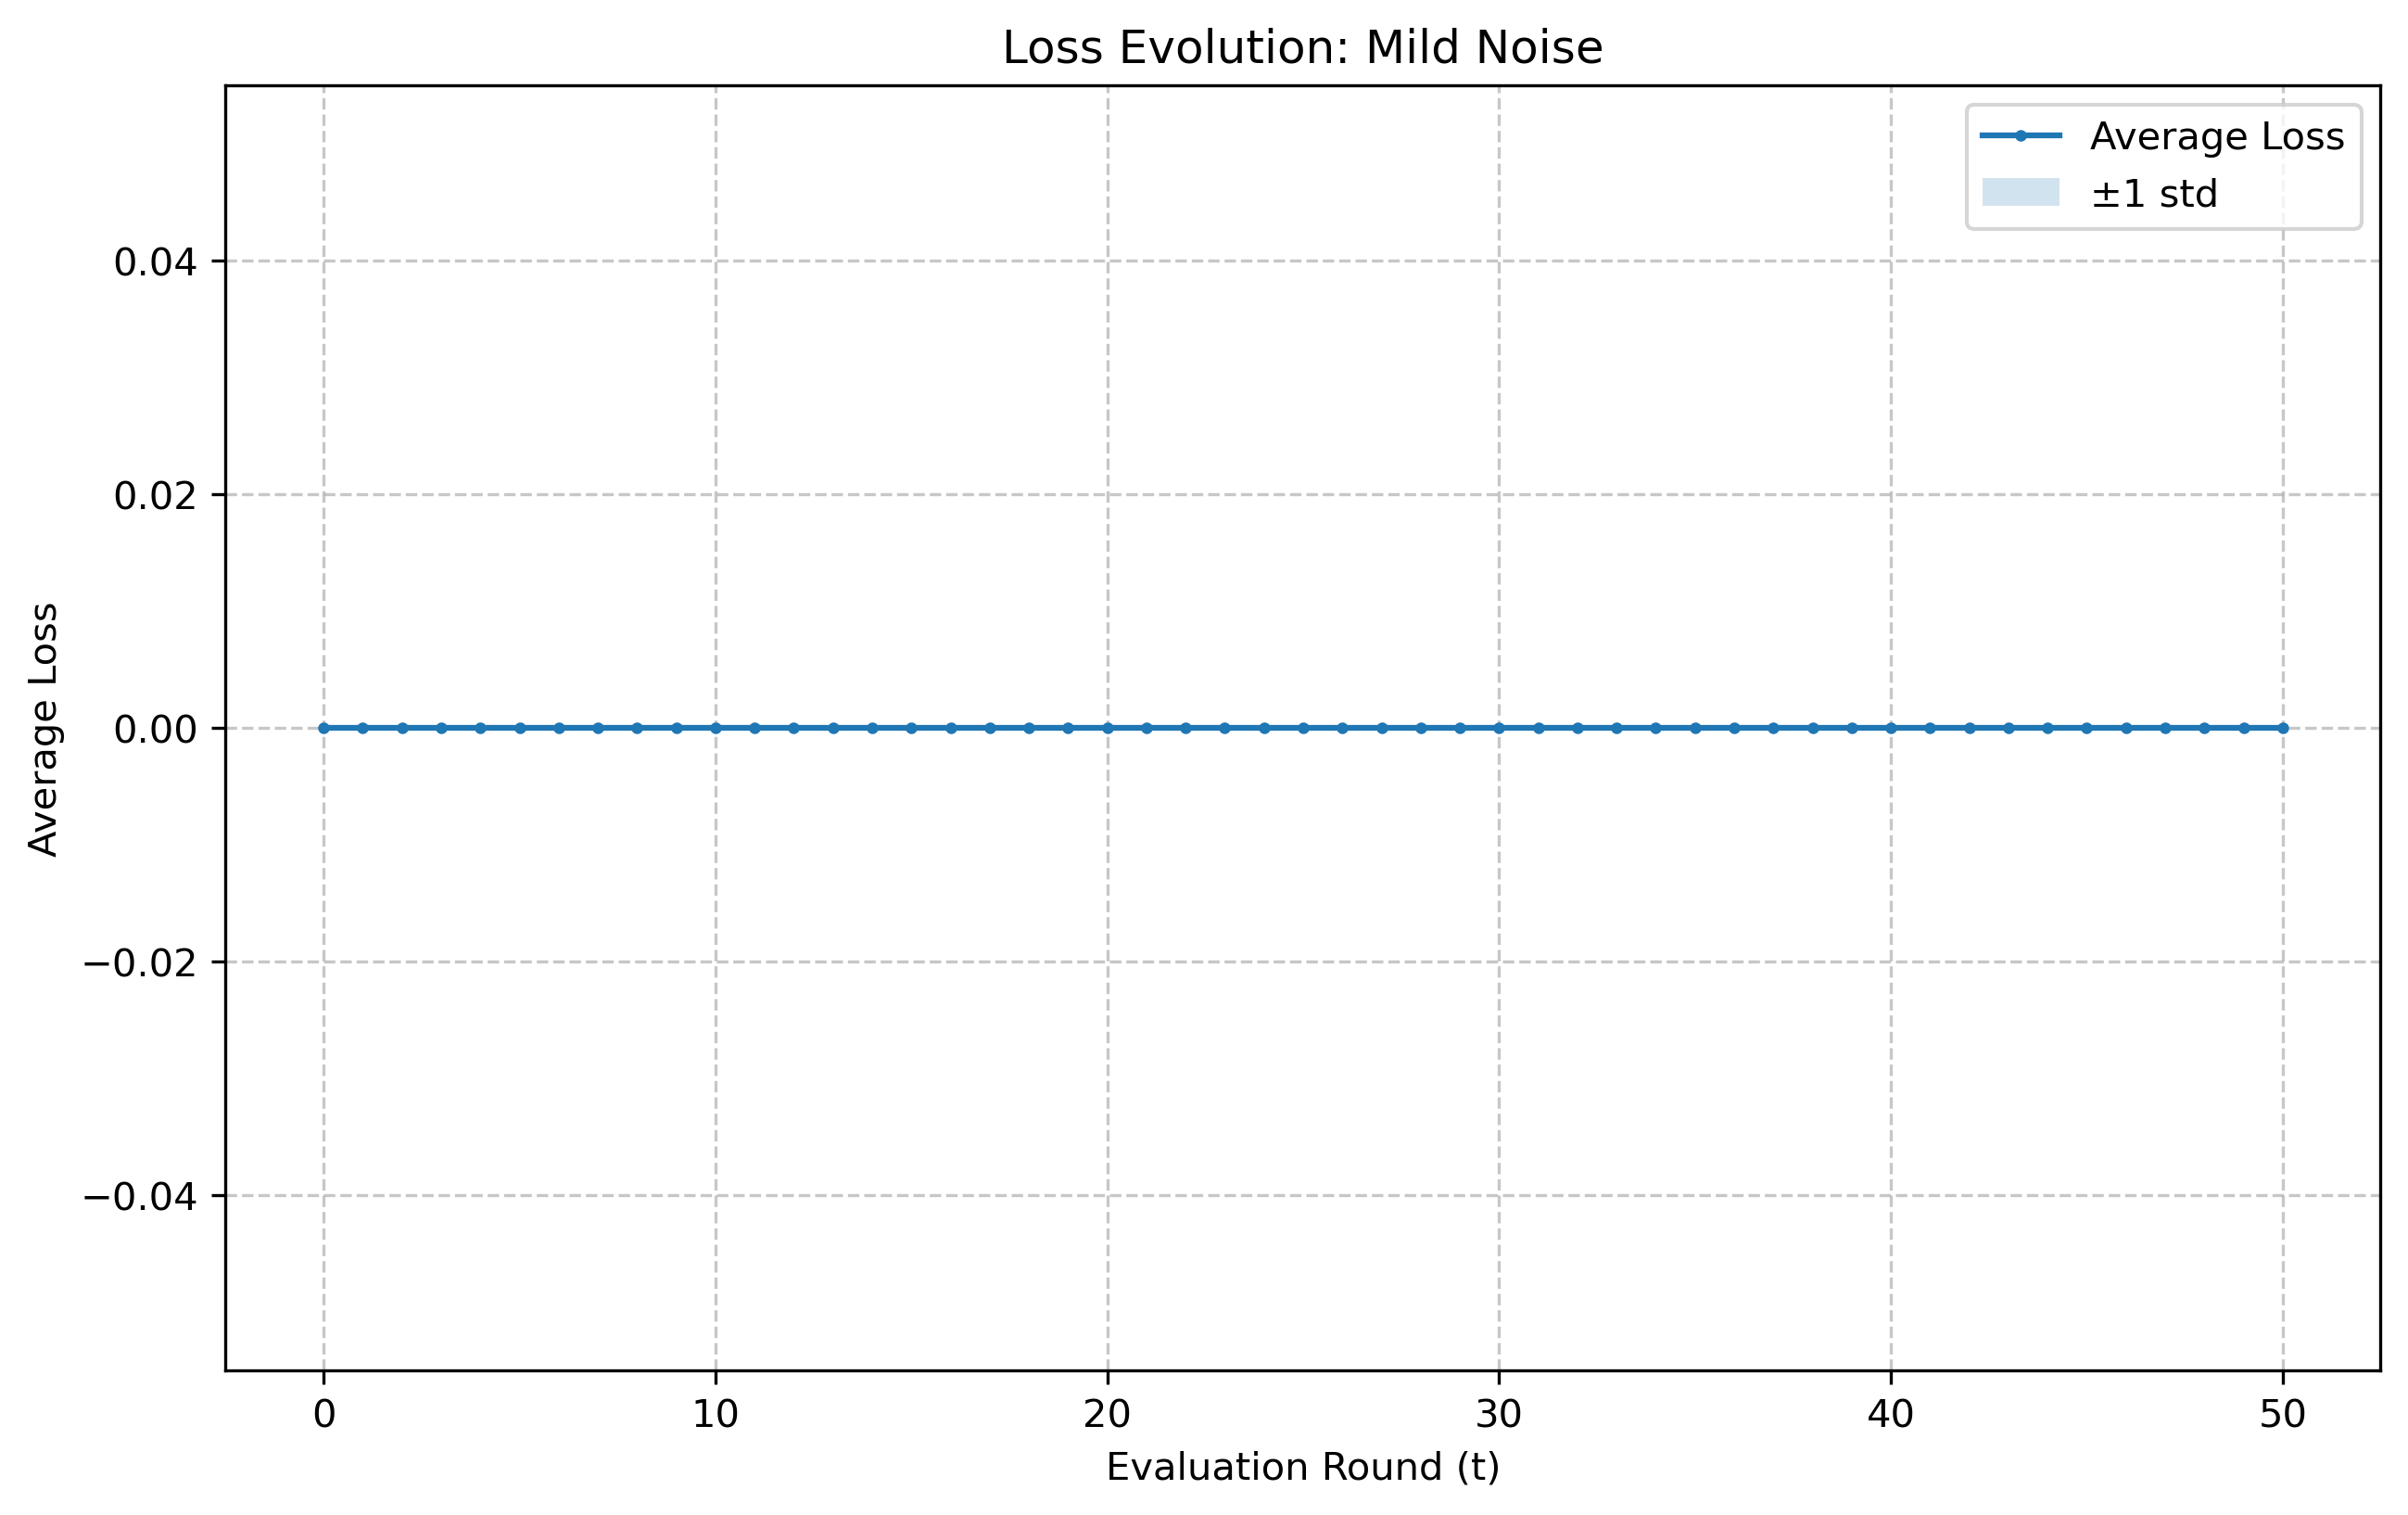 Loss Evolution: Mild Noise
Average Loss
±1 std
Average Loss
0.04
0.02
0.00
−0.02
−0.04
0 10 20 30 40 50
Evaluation Round (t)